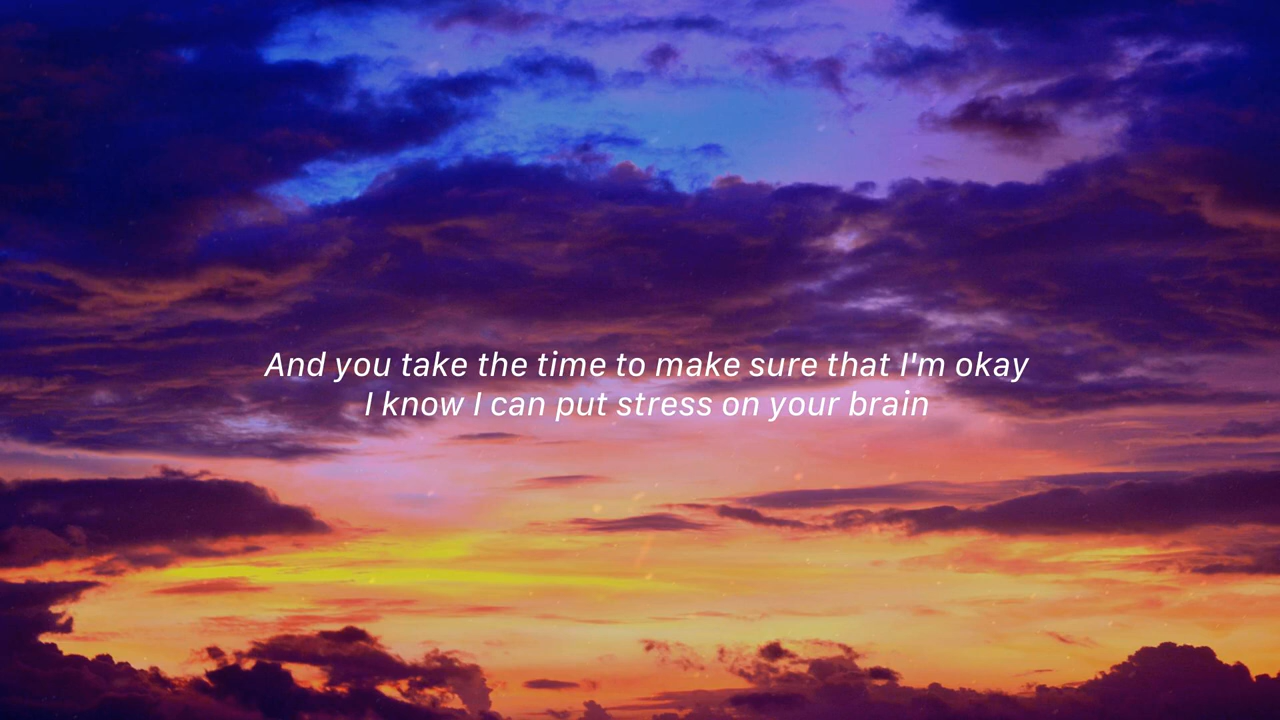 And you take the time to make sure that I'm okay
I know I can put stress on your brain